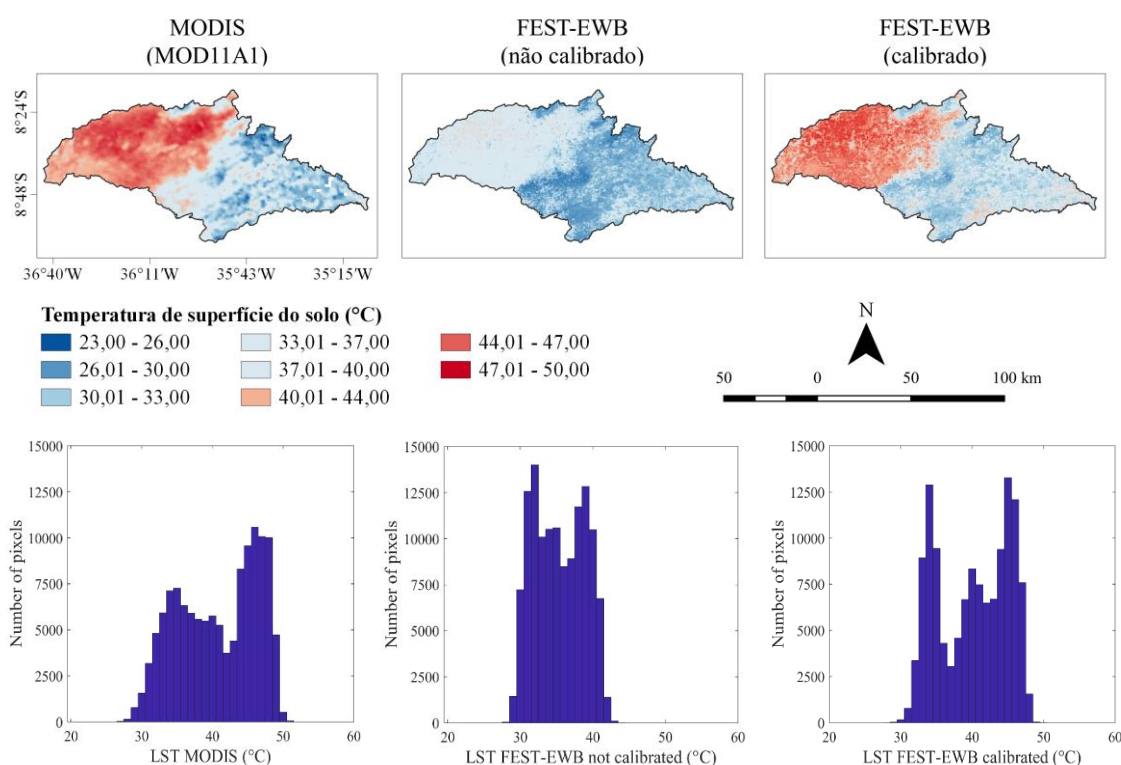 MODIS
(MOD11A1)
FEST-EWB
(não calibrado)
FEST-EWB
(calibrado)
8°24'S
8°48'S
36°40'W 36°11'W 35°43'W 35°15'W
Temperatura de superfície do solo (°C)
23,00 - 26,00 33,01 - 37,00 44,01 - 47,00
26,01 - 30,00 37,01 - 40,00 47,01 - 50,00
30,01 - 33,00 40,01 - 44,00
N
50 0 50 100 km
15000
12500
10000
7500
5000
2500
0
Number of pixels
20 30 40 50 60
LST MODIS (°C)
15000
12500
10000
7500
5000
2500
0
Number of pixels
20 30 40 50 60
LST FEST-EWB not calibrated (°C)
15000
12500
10000
7500
5000
2500
0
Number of pixels
20 30 40 50 60
LST FEST-EWB calibrated (°C)